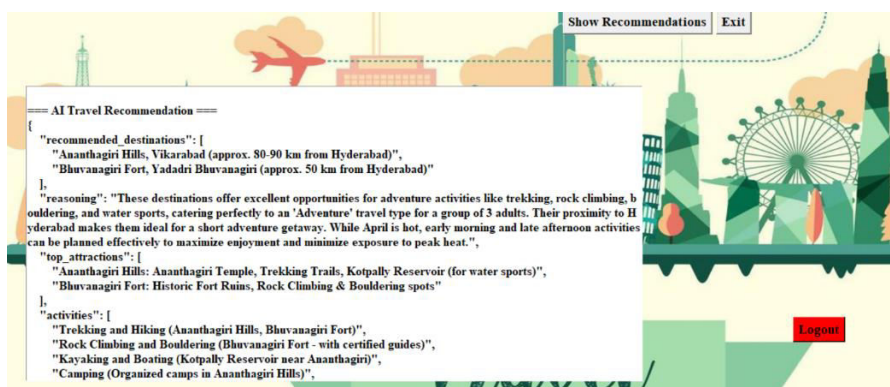 Show Recommendations Exit
=== AI Travel Recommendation ===
{
"recommended_destinations": [
"Ananthagiri Hills, Vikarabad (approx. 80-90 km from Hyderabad)",
"Bhuvanagiri Fort, Yadadri Bhuvanagiri (approx. 50 km from Hyderabad)"
],
"reasoning": "These destinations offer excellent opportunities for adventure activities like trekking, rock climbing, b
ouldering, and water sports, catering perfectly to an 'Adventure' travel type for a group of 3 adults. Their proximity to H
yderabad makes them ideal for a short adventure getaway. While April is hot, early morning and late afternoon activities
can be planned effectively to maximize enjoyment and minimize exposure to peak heat.",
"top_attractions": [
"Ananthagiri Hills: Ananthagiri Temple, Trekking Trails, Kotpally Reservoir (for water sports)",
"Bhuvanagiri Fort: Historic Fort Ruins, Rock Climbing & Bouldering spots"
],
"activities": [
"Trekking and Hiking (Ananthagiri Hills, Bhuvanagiri Fort)",
"Rock Climbing and Bouldering (Bhuvanagiri Fort - with certified guides)",
"Kayaking and Boating (Kotpally Reservoir near Ananthagiri)",
"Camping (Organized camps in Ananthagiri Hills)",
Logout